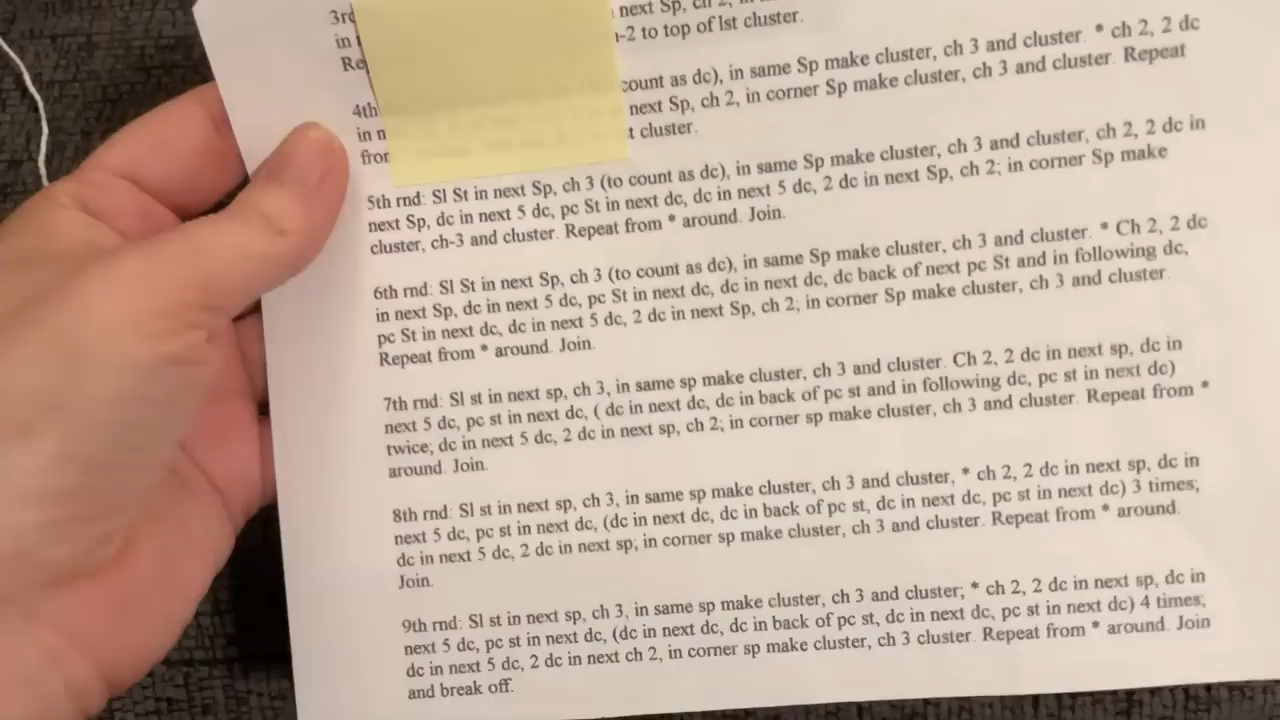 3rd
next Sp, ch 2,
in
-2 to top of lst cluster.
Re
count as dc), in same Sp make cluster, ch 3 and cluster. * ch 2, 2 dc
4th
next Sp, ch 2, in corner Sp make cluster, ch 3 and cluster. Repeat
in n
t cluster.
fror
5th rnd: Sl St in next Sp, ch 3 (to count as dc), in same Sp make cluster, ch 3 and cluster, ch 2, 2 dc in
next Sp, dc in next 5 dc, pc St in next dc, dc in next 5 dc, 2 dc in next Sp, ch 2; in corner Sp make
cluster, ch-3 and cluster. Repeat from * around. Join.
6th rnd: Sl St in next Sp, ch 3 (to count as dc), in same Sp make cluster, ch 3 and cluster. * Ch 2, 2 dc
in next Sp, dc in next 5 dc, pc St in next dc, dc in next dc, dc back of next pc St and in following dc,
pc St in next dc, dc in next 5 dc, 2 dc in next Sp, ch 2; in corner Sp make cluster, ch 3 and cluster.
Repeat from * around. Join.
7th rnd: Sl st in next sp, ch 3, in same sp make cluster, ch 3 and cluster. Ch 2, 2 dc in next sp, dc in
next 5 dc, pc st in next dc, ( dc in next dc, dc in back of pc st and in following dc, pc st in next dc)
twice; dc in next 5 dc, 2 dc in next sp, ch 2; in corner sp make cluster, ch 3 and cluster. Repeat from *
around. Join.
8th rnd: Sl st in next sp, ch 3, in same sp make cluster, ch 3 and cluster, * ch 2, 2 dc in next sp, dc in
next 5 dc, pc st in next dc, (dc in next dc, dc in back of pc st, dc in next dc, pc st in next dc) 3 times;
dc in next 5 dc, 2 dc in next sp; in corner sp make cluster, ch 3 and cluster. Repeat from * around.
Join.
9th rnd: Sl st in next sp, ch 3, in same sp make cluster, ch 3 and cluster; * ch 2, 2 dc in next sp, dc in
next 5 dc, pc st in next dc, (dc in next dc, dc in back of pc st, dc in next dc, pc st in next dc) 4 times;
dc in next 5 dc, 2 dc in next ch 2, in corner sp make cluster, ch 3 cluster. Repeat from * around. Join
and break off.